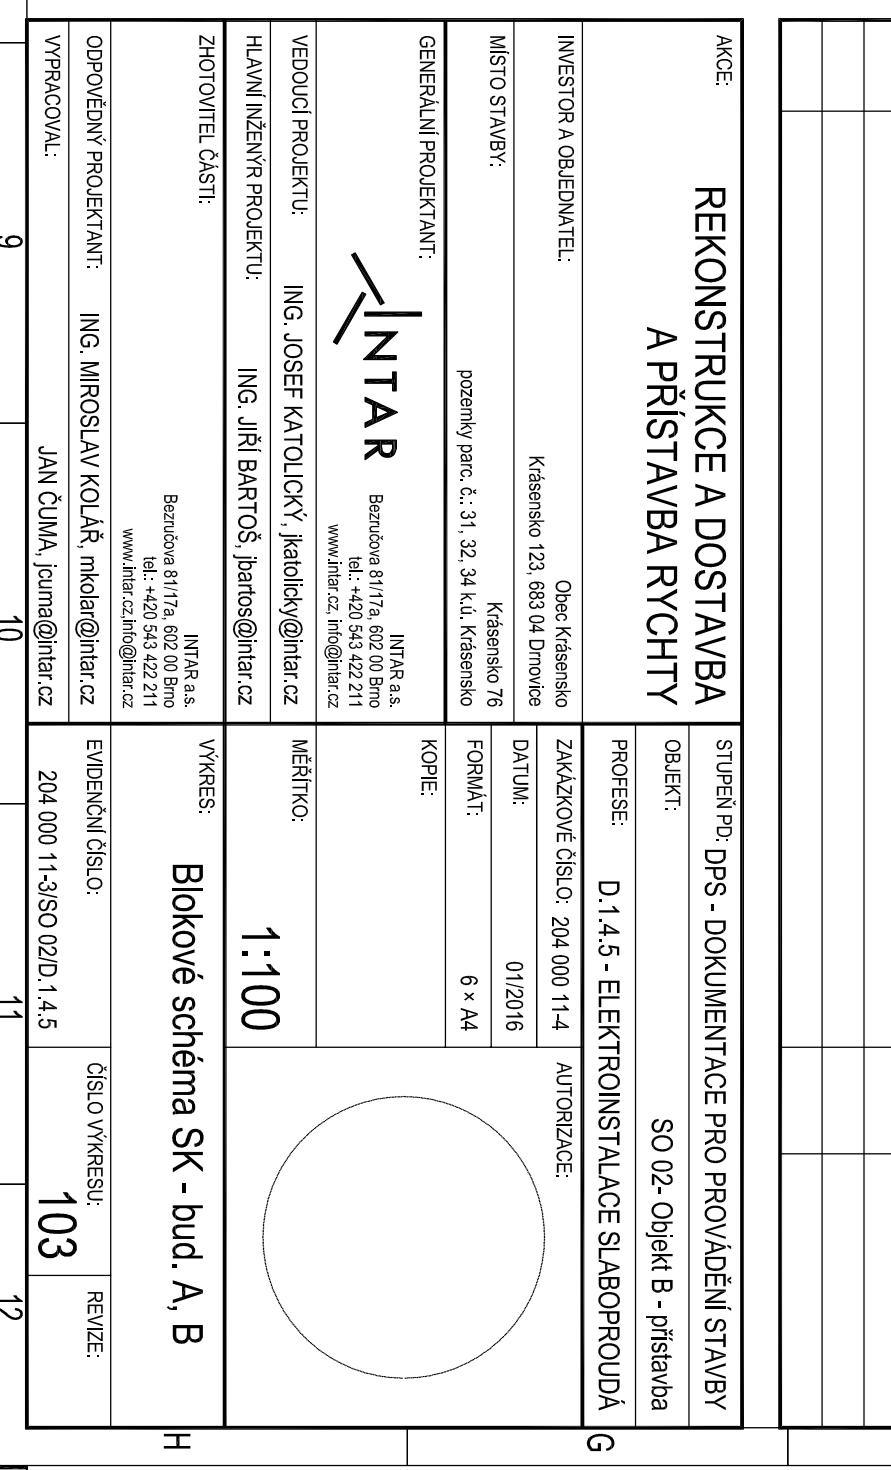 AKCE:
REKONSTRUKCE A DOSTAVBA
A PŘÍSTAVBA RYCHTY
INVESTOR A OBJEDNATEL:
Obec Krásensko
Krásensko 123, 683 04 Drnovice
MÍSTO STAVBY:
Krásensko 76
pozemky parc. č.: 31, 32, 34 k.ú. Krásensko
GENERÁLNÍ PROJEKTANT:
INTAR
INTAR a.s.
Bezručova 81/17a, 602 00 Brno
tel.: +420 543 422 211
www.intar.cz, info@intar.cz
VEDOUCÍ PROJEKTU: ING. JOSEF KATOLICKÝ, jkatolicky@intar.cz
HLAVNÍ INŽENÝR PROJEKTU: ING. JIŘÍ BARTOŠ, jbartos@intar.cz
ZHOTOVITEL ČÁSTI:
INTAR a.s.
Bezručova 81/17a, 602 00 Brno
tel.: +420 543 422 211
www.intar.cz,info@intar.cz
ODPOVĚDNÝ PROJEKTANT: ING. MIROSLAV KOLÁŘ, mkolar@intar.cz
VYPRACOVAL: JAN ČUMA, jcuma@intar.cz
STUPEŇ PD: DPS - DOKUMENTACE PRO PROVÁDĚNÍ STAVBY
OBJEKT: SO 02- Objekt B - přístavba
PROFESE: D.1.4.5 - ELEKTROINSTALACE SLABOPROUDÁ
ZAKÁZKOVÉ ČÍSLO: 204 000 11-4
DATUM: 01/2016
FORMÁT: 6 × A4
KOPIE:
AUTORIZACE:
MĚŘÍTKO: 1:100
VÝKRES:
Blokové schéma SK - bud. A, B
EVIDENČNÍ ČÍSLO:
204 000 11-3/SO 02/D.1.4.5
ČÍSLO VÝKRESU:
103
REVIZE:
G
H
9
10
11
12